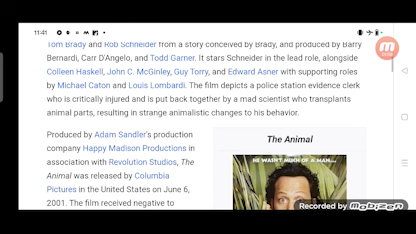 11:41
Tom Brady and Rob Schneider from a story conceived by Brady, and produced by Barry
Bernardi, Carr D'Angelo, and Todd Garner. It stars Schneider in the lead role, alongside
Colleen Haskell, John C. McGinley, Guy Torry, and Edward Asner with supporting roles
by Michael Caton and Louis Lombardi. The film depicts a police station evidence clerk
who is critically injured and is put back together by a mad scientist who transplants
animal parts, resulting in strange animalistic changes to his behavior.
Produced by Adam Sandler's production
company Happy Madison Productions in
association with Revolution Studios, The
Animal was released by Columbia
Pictures in the United States on June 6,
2001. The film received negative to
The Animal
HE WASN'T MUCH OF A MAN...
Recorded by Mobizen